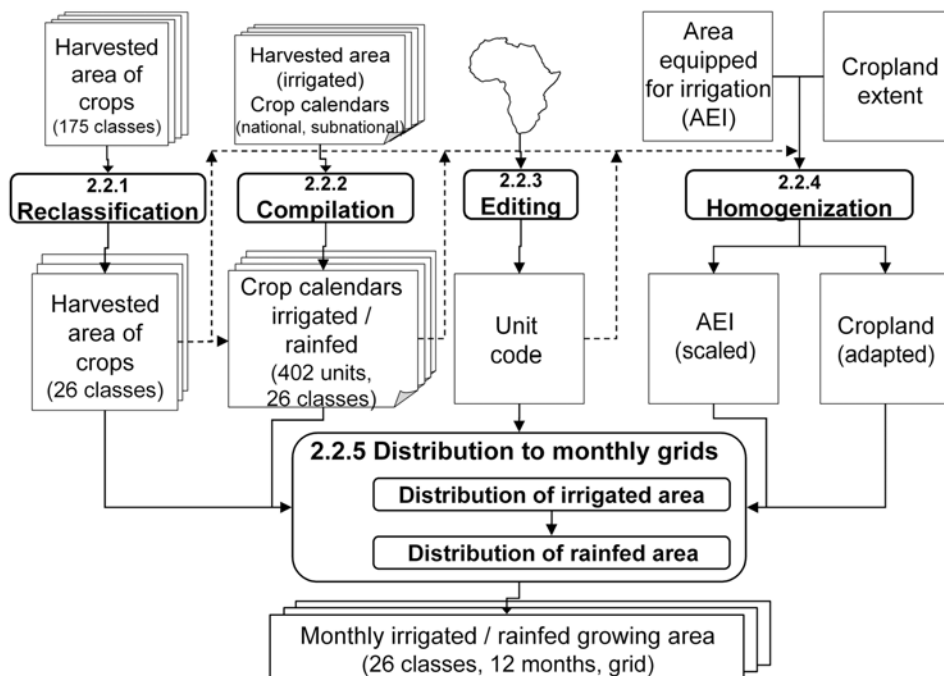 Harvested
area of
crops
(175 classes)
Harvested area
(irrigated)
Crop calendars
(national, subnational)
Area
equipped
for irrigation
(AEI)
Cropland
extent
2.2.1
Reclassification
2.2.2
Compilation
2.2.3
Editing
2.2.4
Homogenization
Harvested
area of
crops
(26 classes)
Crop calendars
irrigated /
rainfed
(402 units,
26 classes)
Unit
code
AEI
(scaled)
Cropland
(adapted)
2.2.5 Distribution to monthly grids
Distribution of irrigated area
Distribution of rainfed area
Monthly irrigated / rainfed growing area
(26 classes, 12 months, grid)